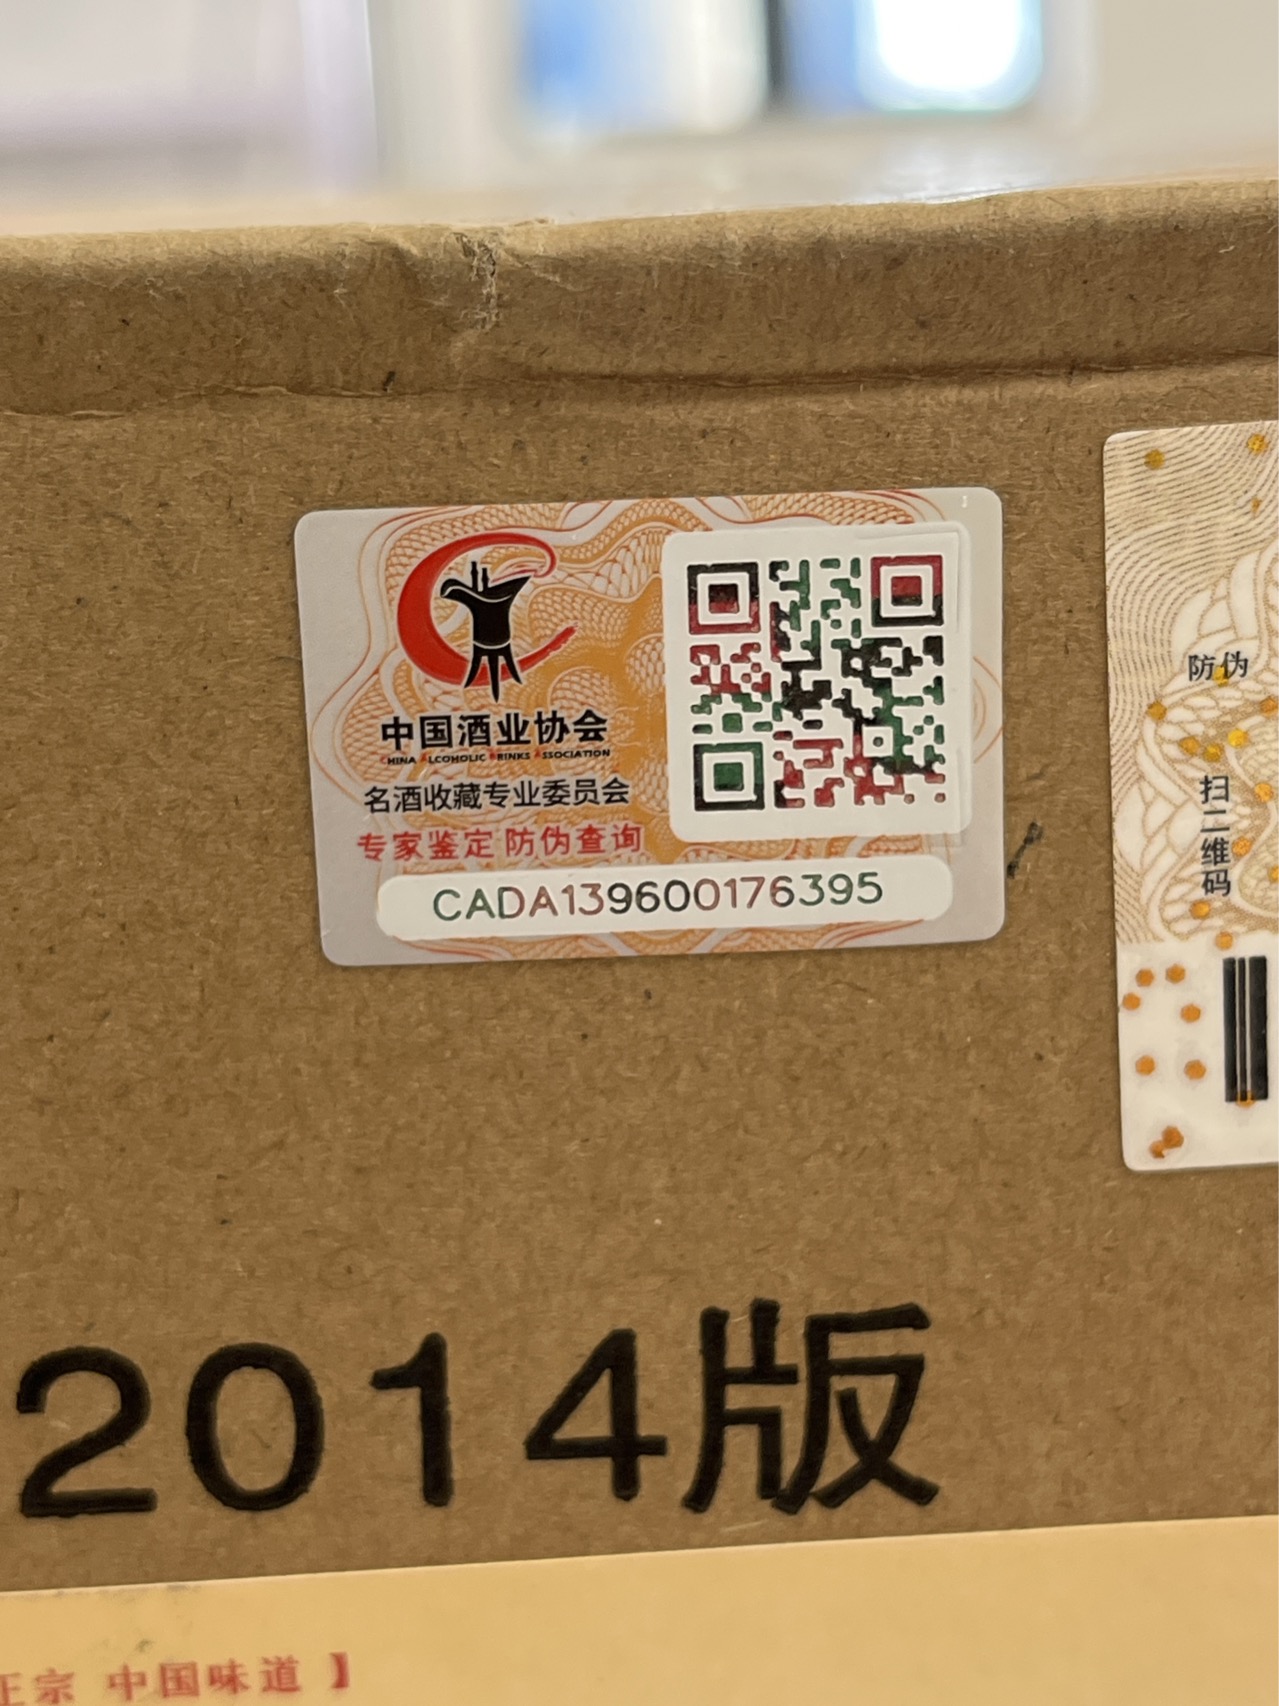 中国酒业协会
CHINA ALCOHOLIC DRINKS ASSOCIATION
名酒收藏专业委员会
专家鉴定 防伪查询
CADA139600176395
防伪
扫二维码
2014版
正宗 中国味道 】